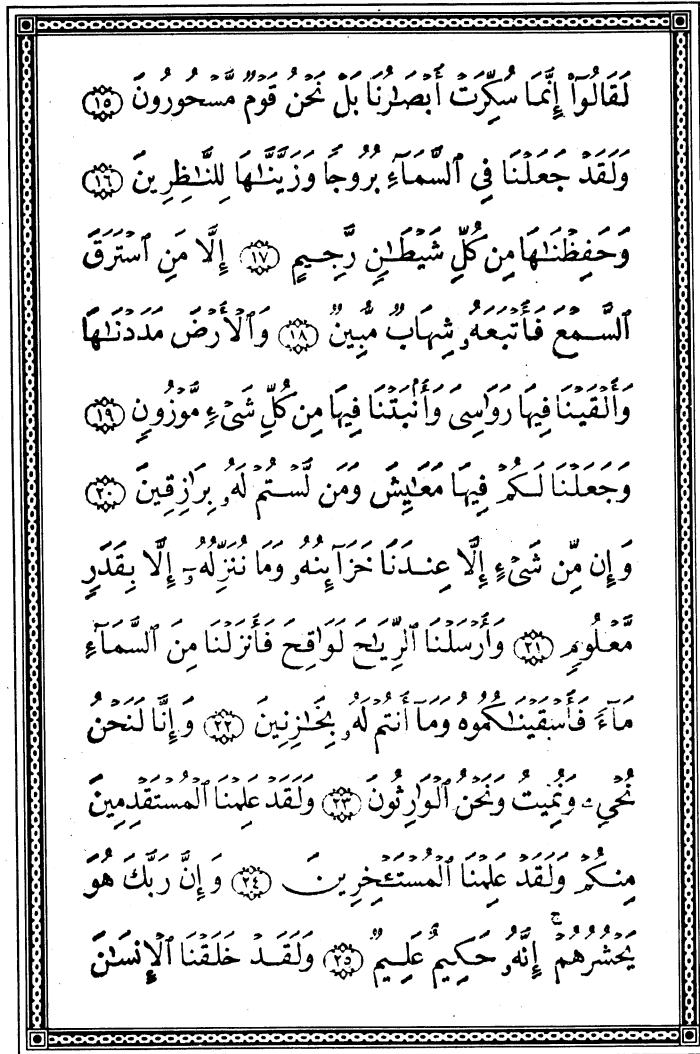 لَقَالُوٓا۟ إِنَّمَا سُكِّرَتْ أَبْصَٰرُنَا بَلْ نَحْنُ قَوْمٌ مَّسْحُورُونَ ١٥
وَلَقَدْ جَعَلْنَا فِي ٱلسَّمَآءِ بُرُوجًا وَزَيَّنَّٰهَا لِلنَّٰظِرِينَ ١٦
وَحَفِظْنَٰهَا مِن كُلِّ شَيْطَٰنٍ رَّجِيمٍ ١٧ إِلَّا مَنِ ٱسْتَرَقَ
ٱلسَّمْعَ فَأَتْبَعَهُۥ شِهَابٌ مُّبِينٌ ١٨ وَٱلْأَرْضَ مَدَدْنَٰهَا
وَأَلْقَيْنَا فِيهَا رَوَٰسِىَ وَأَنۢبَتْنَا فِيهَا مِن كُلِّ شَىْءٍ مَّوْزُونٍ ١٩
وَجَعَلْنَا لَكُمْ فِيهَا مَعَٰيِشَ وَمَن لَّسْتُمْ لَهُۥ بِرَٰزِقِينَ ٢٠
وَإِن مِّن شَىْءٍ إِلَّا عِندَنَا خَزَآئِنُهُۥ وَمَا نُنَزِّلُهُۥٓ إِلَّا بِقَدَرٍ
مَّعْلُومٍ ٢١ وَأَرْسَلْنَا ٱلرِّيَٰحَ لَوَٰقِحَ فَأَنزَلْنَا مِنَ ٱلسَّمَآءِ
مَآءً فَأَسْقَيْنَٰكُمُوهُ وَمَآ أَنتُمْ لَهُۥ بِخَٰزِنِينَ ٢٢ وَإِنَّا لَنَحْنُ
نُحْيِۦ وَنُمِيتُ وَنَحْنُ ٱلْوَٰرِثُونَ ٢٣ وَلَقَدْ عَلِمْنَا ٱلْمُسْتَقْدِمِينَ
مِنكُمْ وَلَقَدْ عَلِمْنَا ٱلْمُسْتَـْٔخِرِينَ ٢٤ وَإِنَّ رَبَّكَ هُوَ
يَحْشُرُهُمْ ۚ إِنَّهُۥ حَكِيمٌ عَلِيمٌ ٢٥ وَلَقَدْ خَلَقْنَا ٱلْإِنسَٰنَ